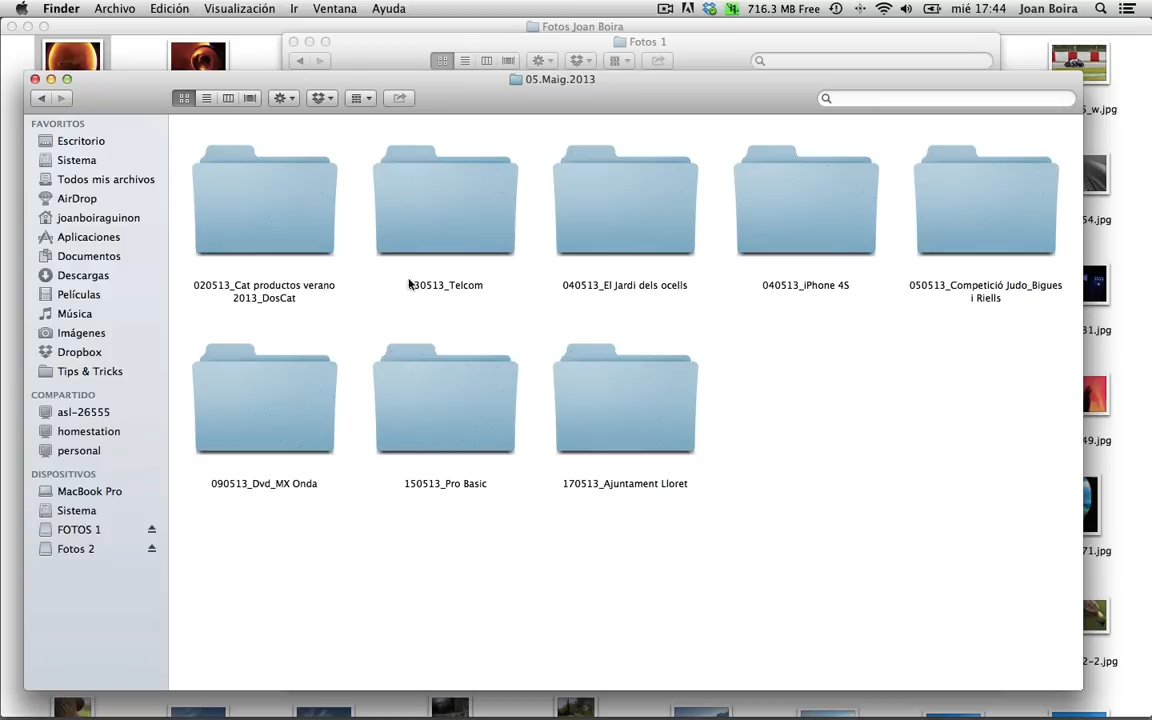 Finder Archivo Edición Visualización Ir Ventana Ayuda 716.3 MB Free mié 17:44 Joan Boira
Fotos Joan Boira
Fotos 1
05.Maig.2013
FAVORITOS
Escritorio
Sistema
Todos mis archivos
AirDrop
joanboiraguinon
Aplicaciones
Documentos
Descargas
Películas
Música
Imágenes
Dropbox
Tips & Tricks
COMPARTIDO
asl-26555
homestation
personal
DISPOSITIVOS
MacBook Pro
Sistema
FOTOS 1
Fotos 2
020513_Cat productos verano
2013_DosCat
30513_Telcom
040513_El Jardi dels ocells
040513_iPhone 4S
050513_Competició Judo_Bigues
i Riells
090513_Dvd_MX Onda
150513_Pro Basic
170513_Ajuntament Lloret
_w.jpg
54.jpg
31.jpg
49.jpg
71.jpg
2-2.jpg